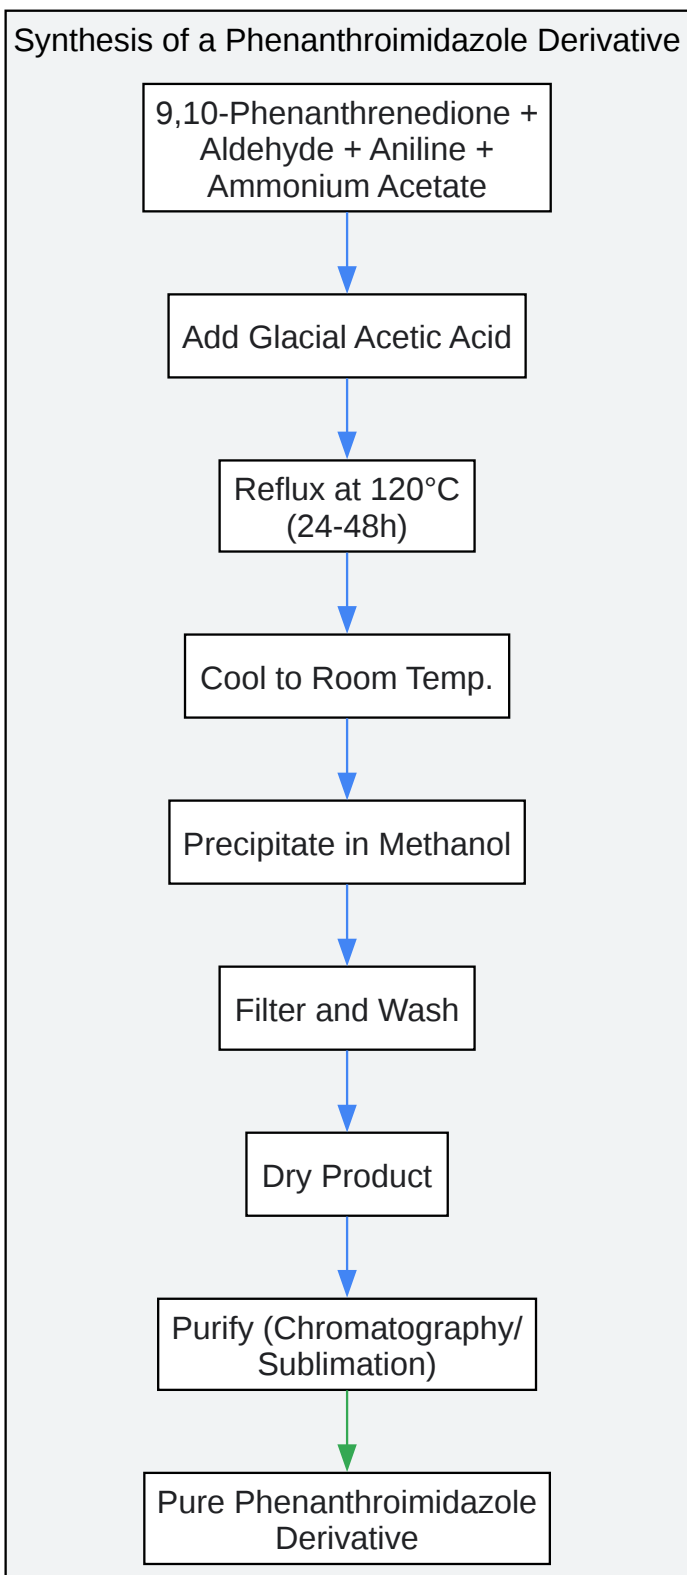 Synthesis of a Phenanthroimidazole Derivative
9,10-Phenanthrenedione +
Aldehyde + Aniline +
Ammonium Acetate
Add Glacial Acetic Acid
Reflux at 120°C
(24-48h)
Cool to Room Temp.
Precipitate in Methanol
Filter and Wash
Dry Product
Purify (Chromatography/
Sublimation)
Pure Phenanthroimidazole
Derivative